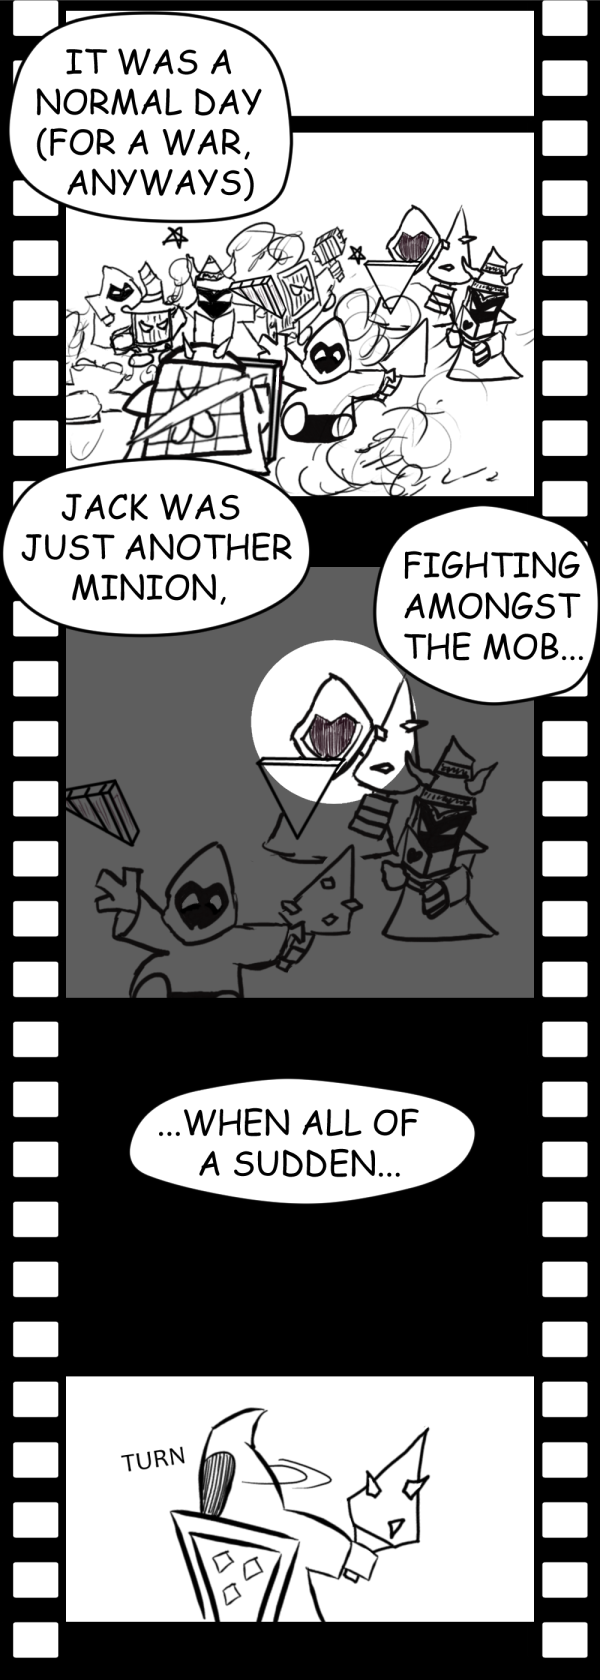 IT WAS A
NORMAL DAY
(FOR A WAR,
ANYWAYS)
JACK WAS
JUST ANOTHER
MINION,
FIGHTING
AMONGST
THE MOB...
...WHEN ALL OF
A SUDDEN...
TURN